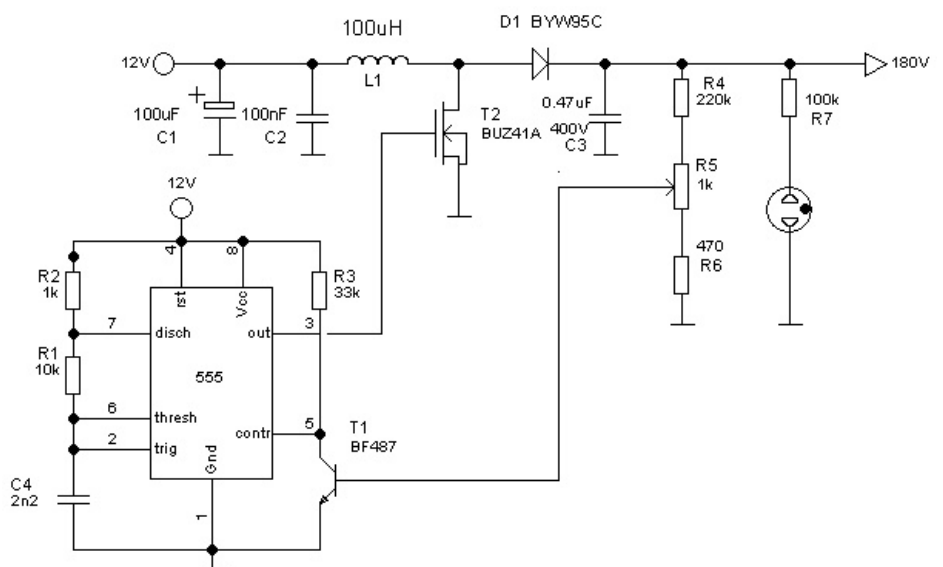 D1 BYW95C
100uH
12V
L1
180V
100uF
C1
100nF
C2
T2
BUZ41A
0.47uF
400V
C3
R4
220k
100k
R7
R5
1k
470
R6
12V
4
8
R2
1k
R3
33k
rst
Vcc
7
disch
out
3
R1
10k
555
6
thresh
2
trig
contr
5
T1
BF487
Gnd
C4
2n2
1